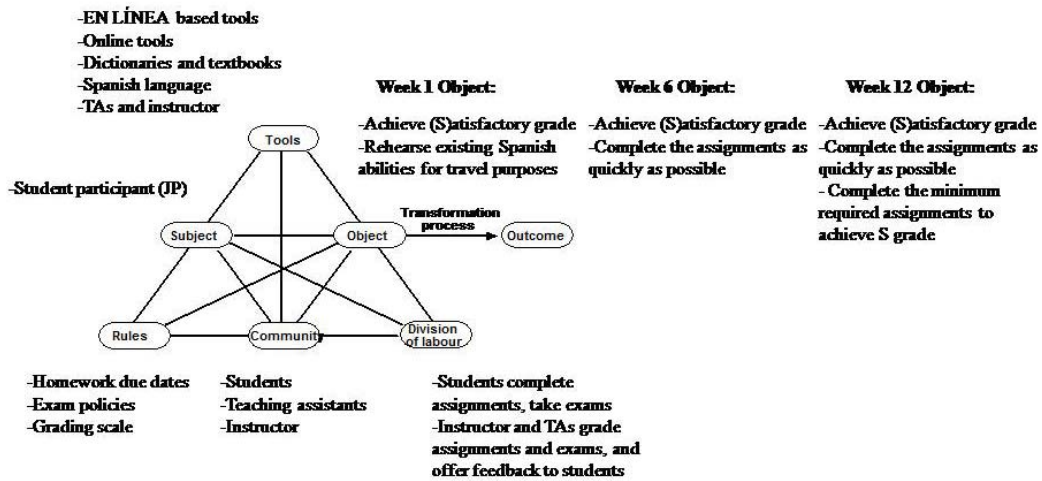 -EN LÍNEA based tools
-Online tools
-Dictionaries and textbooks
-Spanish language
-TAs and instructor
Week 1 Object:
-Achieve (S)atisfactory grade
-Rehearse existing Spanish
abilities for travel purposes
Week 6 Object:
-Achieve (S)atisfactory grade
-Complete the assignments as
quickly as possible
Week 12 Object:
-Achieve (S)atisfactory grade
-Complete the assignments as
quickly as possible
- Complete the minimum
required assignments to
achieve S grade
Tools
-Student participant (JP)
Subject
Object
Transformation
process
Outcome
Rules
Community
Division
of labour
-Homework due dates
-Exam policies
-Grading scale
-Students
-Teaching assistants
-Instructor
-Students complete
assignments, take exams
-Instructor and TAs grade
assignments and exams, and
offer feedback to students